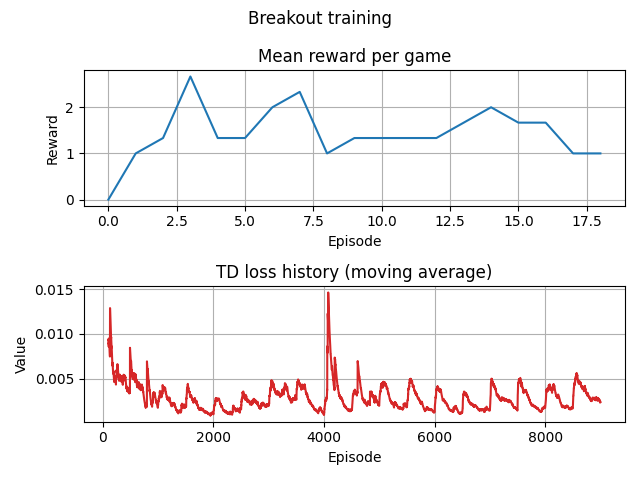 Breakout training
Mean reward per game
Reward
2
1
0
0.0 2.5 5.0 7.5 10.0 12.5 15.0 17.5
Episode
TD loss history (moving average)
Value
0.015
0.010
0.005
0 2000 4000 6000 8000
Episode